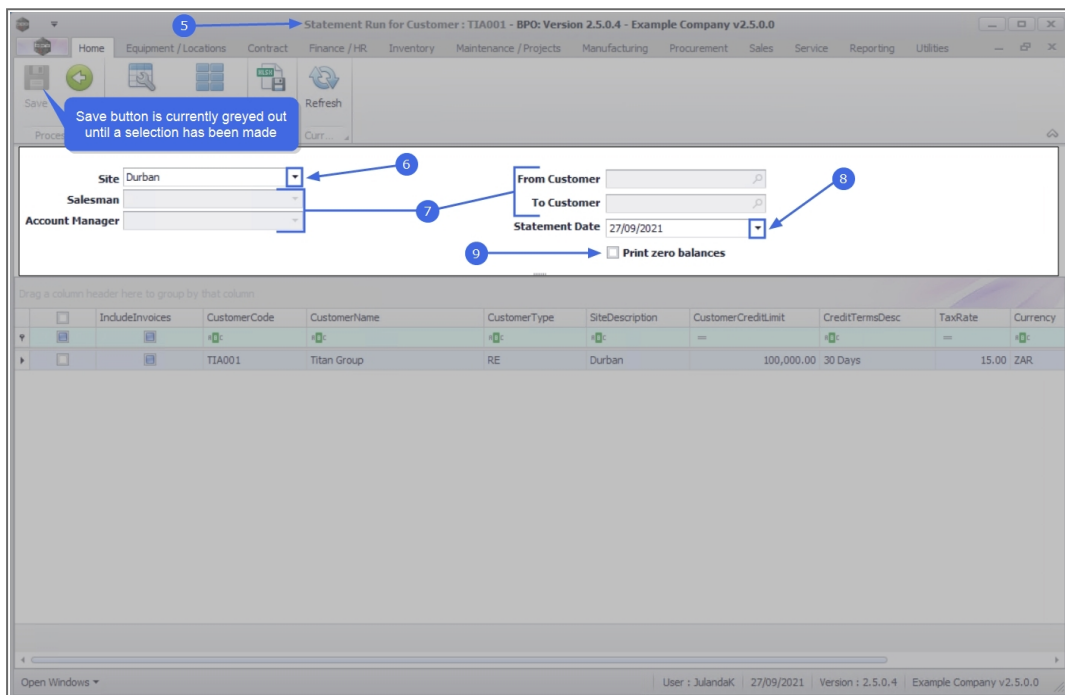 5
Statement Run for Customer : TIA001 - BPO: Version 2.5.0.4 - Example Company v2.5.0.0
Home Equipment / Locations Contract Finance / HR Inventory Maintenance / Projects Manufacturing Procurement Sales Service Reporting Utilities
XLSX
Save Refresh
Save button is currently greyed out
until a selection has been made
Proces Curr...
Site Durban 6
Salesman
Account Manager
7
From Customer
To Customer
Statement Date 27/09/2021
8
9 Print zero balances
Drag a column header here to group by that column
IncludeInvoices CustomerCode CustomerName CustomerType SiteDescription CustomerCreditLimit CreditTermsDesc TaxRate Currency
= =
TIA001 Titan Group RE Durban 100,000.00 30 Days 15.00 ZAR
Open Windows User : JulandaK 27/09/2021 Version : 2.5.0.4 Example Company v2.5.0.0